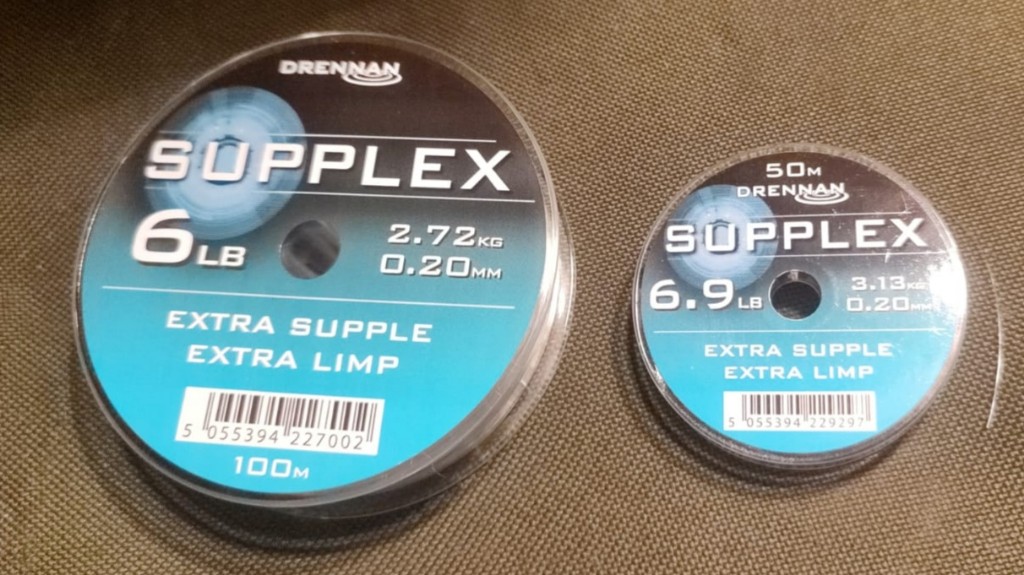 DRENNAN
SUPPLEX
6LB
2.72KG
0.20MM
EXTRA SUPPLE
EXTRA LIMP
5 055394 227002
100M
50M
DRENNAN
SUPPLEX
6.9LB
3.13KG
0.20MM
EXTRA SUPPLE
EXTRA LIMP
5 055394 229297